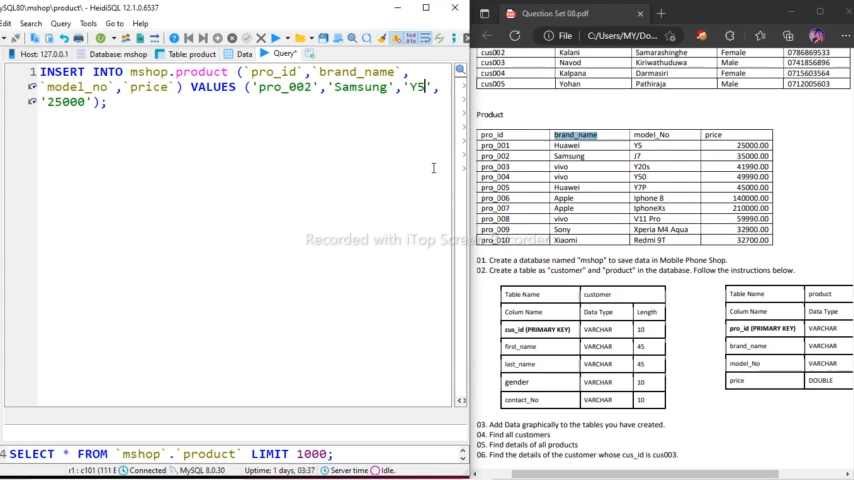 MySQL80\mshop\product\ - HeidiSQL 12.1.0.6537
Edit Search Query Tools Go to Help
Host: 127.0.0.1 Database: mshop Table: product Data Query*
1 INSERT INTO mshop.product (`pro_id`,`brand_name`,
`model_no`,`price`) VALUES ('pro_002','Samsung','Y5',
'25000');
4 SELECT * FROM `mshop`.`product` LIMIT 1000;
r1 : c101 (111 B Connected MySQL 8.0.30 Uptime: 1 days, 03:37 Server time Idle.
Question Set 08.pdf
File C:/Users/MY/Do...
cus002 Kalani Samarashinghe Female 0786869533
cus003 Navod Kiriwathuduwa Male 0741856896
cus004 Kalpana Darmasiri Female 0715603564
cus005 Yohan Pathiraja Male 0712005603
Product
pro_id brand_name model_No price
pro_001 Huawei Y5 25000.00
pro_002 Samsung J7 35000.00
pro_003 vivo Y20s 41990.00
pro_004 vivo Y50 49990.00
pro_005 Huawei Y7P 45000.00
pro_006 Apple Iphone 8 140000.00
pro_007 Apple IphoneXs 210000.00
pro_008 vivo V11 Pro 59990.00
pro_009 Sony Xperia M4 Aqua 32900.00
pro_010 Xiaomi Redmi 9T 32700.00
Recorded with iTop Screen Recorder
01. Create a database named "mshop" to save data in Mobile Phone Shop.
02. Create a table as "customer" and "product" in the database. Follow the instructions below.
Table Name customer
Colum Name Data Type Length
cus_id (PRIMARY KEY) VARCHAR 10
first_name VARCHAR 45
last_name VARCHAR 45
gender VARCHAR 10
contact_No VARCHAR 10
Table Name product
Colum Name Data Type
pro_id (PRIMARY KEY) VARCHAR
brand_name VARCHAR
model_No VARCHAR
price DOUBLE
03. Add Data graphically to the tables you have created.
04. Find all customers
05. Find details of all products
06. Find the details of the customer whose cus_id is cus003.